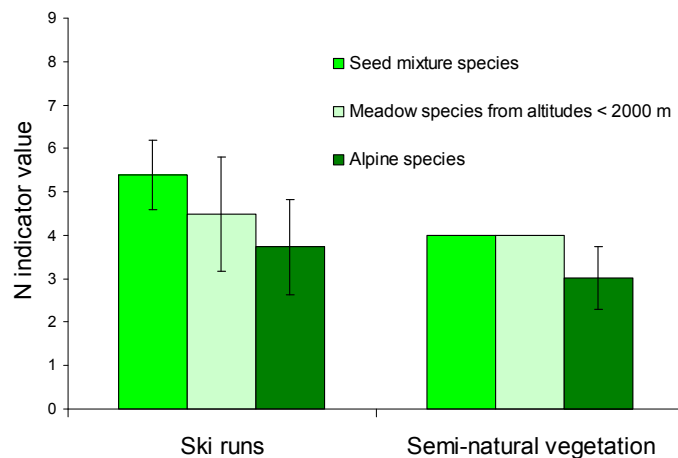 9
8
7
6
5
4
3
2
1
0
N indicator value
Seed mixture species
Meadow species from altitudes < 2000 m
Alpine species
Ski runs
Semi-natural vegetation